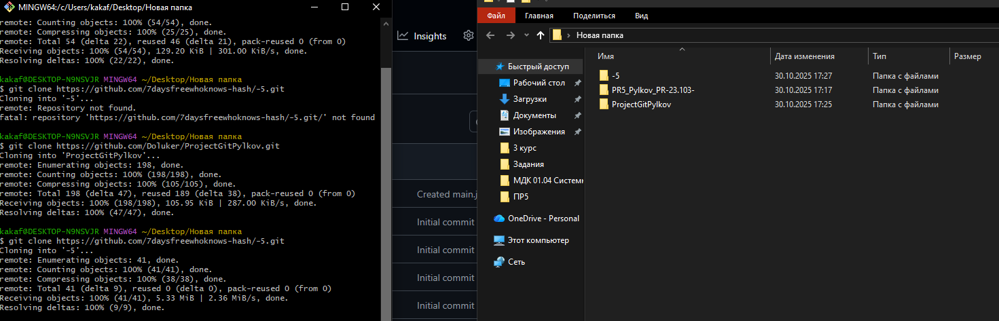 MINGW64:/c/Users/kakaf/Desktop/Новая папка
remote: Counting objects: 100% (54/54), done.
remote: Compressing objects: 100% (25/25), done.
remote: Total 54 (delta 22), reused 46 (delta 21), pack-reused 0 (from 0)
Receiving objects: 100% (54/54), 129.20 KiB | 301.00 KiB/s, done.
Resolving deltas: 100% (22/22), done.
kakaf@DESKTOP-N9NSVJR MINGW64 ~/Desktop/Новая папка
$ git clone https://github.com/7daysfreewhoknows-hash/-5.git
Cloning into '-5'...
remote: Repository not found.
fatal: repository 'https://github.com/7daysfreewhoknows-hash/-5.git/' not found
kakaf@DESKTOP-N9NSVJR MINGW64 ~/Desktop/Новая папка
$ git clone https://github.com/Doluker/ProjectGitPylkov.git
Cloning into 'ProjectGitPylkov'...
remote: Enumerating objects: 198, done.
remote: Counting objects: 100% (198/198), done.
remote: Compressing objects: 100% (105/105), done.
remote: Total 198 (delta 47), reused 189 (delta 38), pack-reused 0 (from 0)
Receiving objects: 100% (198/198), 105.95 KiB | 287.00 KiB/s, done.
Resolving deltas: 100% (47/47), done.
kakaf@DESKTOP-N9NSVJR MINGW64 ~/Desktop/Новая папка
$ git clone https://github.com/7daysfreewhoknows-hash/-5.git
Cloning into '-5'...
remote: Enumerating objects: 41, done.
remote: Counting objects: 100% (41/41), done.
remote: Compressing objects: 100% (38/38), done.
remote: Total 41 (delta 9), reused 0 (delta 0), pack-reused 0 (from 0)
Receiving objects: 100% (41/41), 5.33 MiB | 2.36 MiB/s, done.
Resolving deltas: 100% (9/9), done.
Insights
Created main.j
Initial commit
Initial commit
Initial commit
Initial commit
Файл Главная Поделиться Вид
Новая папка
Быстрый доступ
Рабочий стол
Загрузки
Документы
Изображения
3 курс
Задания
МДК 01.04 Систем
ПР5
OneDrive - Personal
Этот компьютер
Сеть
Имя Дата изменения Тип Размер
-5 30.10.2025 17:27 Папка с файлами
PR5_Pylkov_PR-23.103- 30.10.2025 17:17 Папка с файлами
ProjectGitPylkov 30.10.2025 17:25 Папка с файлами